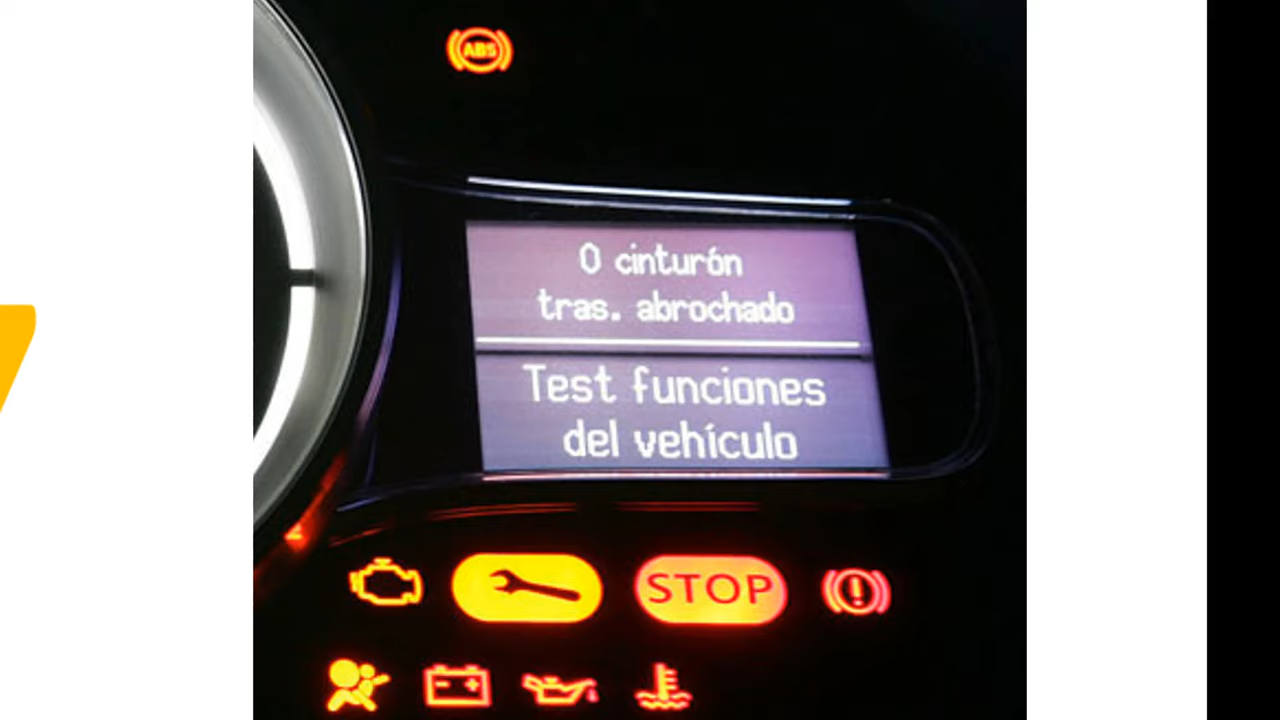 ABS
0 cinturón
tras. abrochado
Test funciones
del vehículo
STOP